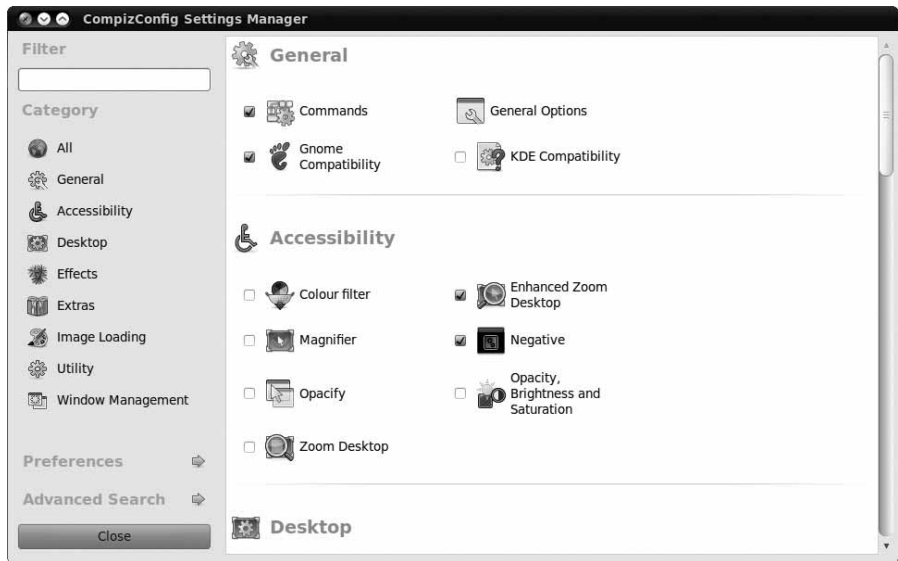 CompizConfig Settings Manager
Filter
Category
All
General
Accessibility
Desktop
Effects
Extras
Image Loading
Utility
Window Management
Preferences
Advanced Search
Close
General
Commands
General Options
Gnome
Compatibility
KDE Compatibility
Accessibility
Colour filter
Enhanced Zoom
Desktop
Magnifier
Negative
Opacify
Opacity,
Brightness and
Saturation
Zoom Desktop
Desktop